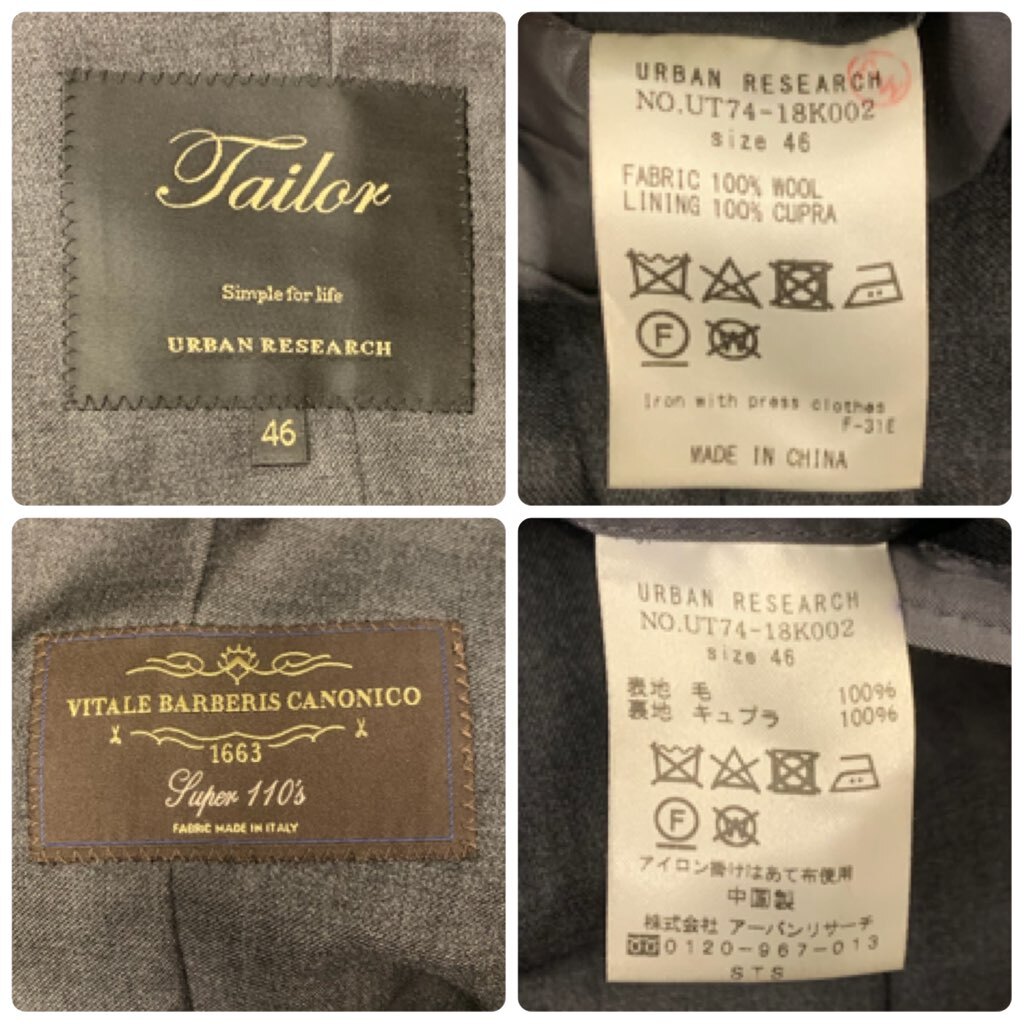 Tailor
Simple for life
URBAN RESEARCH
46
URBAN RESEARCH
NO.UT74-18K002
size 46
FABRIC 100% WOOL
LINING 100% CUPRA
F
W
Iron with press clothes
F-31E
MADE IN CHINA
VITALE BARBERIS CANONICO
1663
Super 110's
FABRIC MADE IN ITALY
URBAN RESEARCH
NO.UT74-18K002
size 46
表地 毛 100%
裏地 キュプラ 100%
F
W
アイロン掛けはあて布使用
中国製
株式会社 アーバンリサーチ
0120-967-013
STS